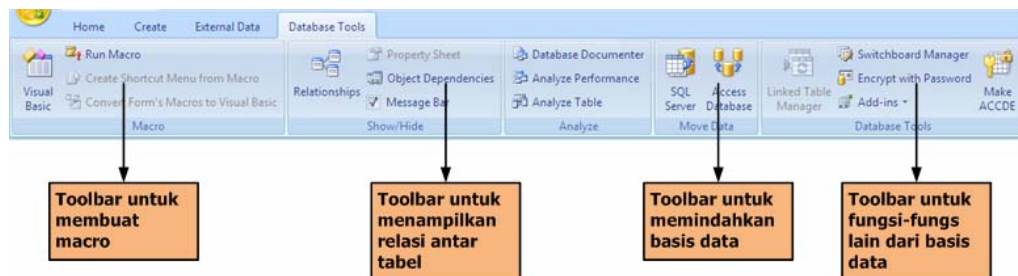 Home Create External Data Database Tools
Run Macro
Create Shortcut Menu from Macro
Convert Form's Macros to Visual Basic
Visual
Basic
Macro
Relationships
Property Sheet
Object Dependencies
Message Bar
Show/Hide
Database Documenter
Analyze Performance
Analyze Table
Analyze
SQL
Server
Access
Database
Move Data
Linked Table
Manager
Switchboard Manager
Encrypt with Password
Add-ins
Make
ACCDE
Database Tools
Toolbar untuk
membuat
macro
Toolbar untuk
menampilkan
relasi antar
tabel
Toolbar untuk
memindahkan
basis data
Toolbar untuk
fungsi-fungs
lain dari basis
data